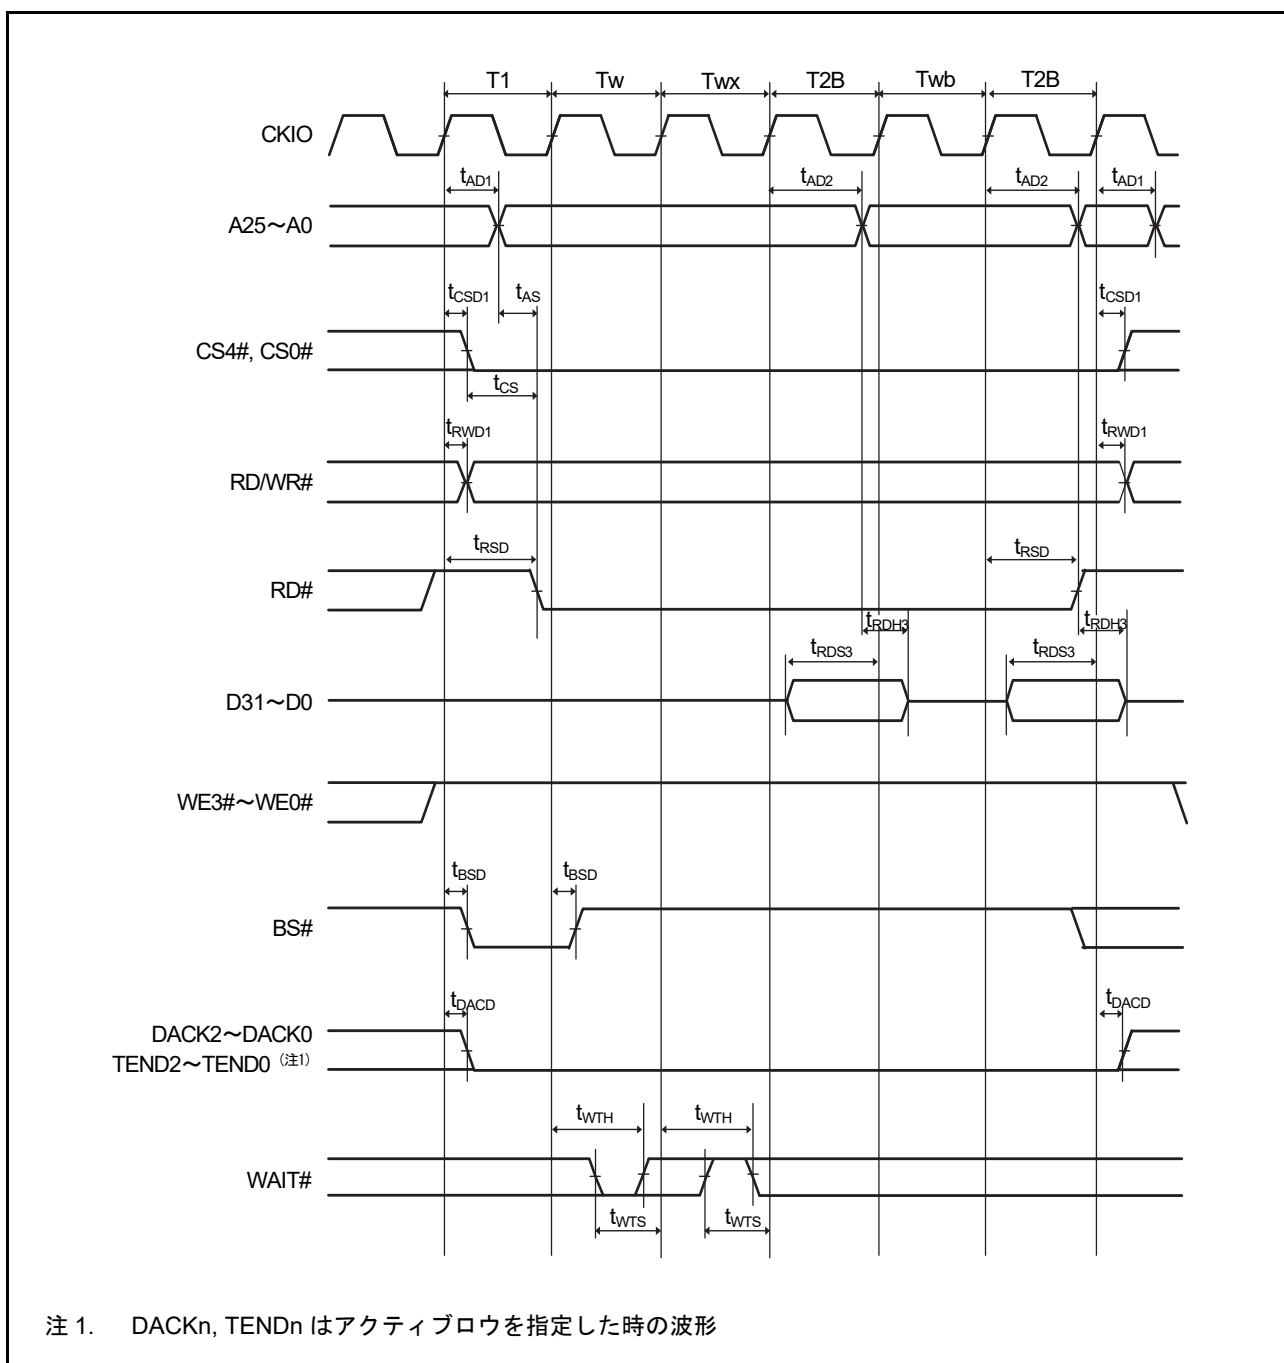 T1 Tw Twx T2B Twb T2B
CKIO
tAD1 tAD2 tAD2 tAD1
A25～A0
tCSD1 tAS tCSD1
CS4#, CS0#
tCS
tRWD1 tRWD1
RD/WR#
tRSD tRSD
RD#
tRDH3 tRDH3
tRDS3 tRDS3
D31～D0
WE3#～WE0#
tBSD tBSD
BS#
tDACD tDACD
DACK2～DACK0
TEND2～TEND0（注1）
tWTH tWTH
WAIT#
tWTS tWTS
注 1. DACKn, TENDn はアクティブロウを指定した時の波形